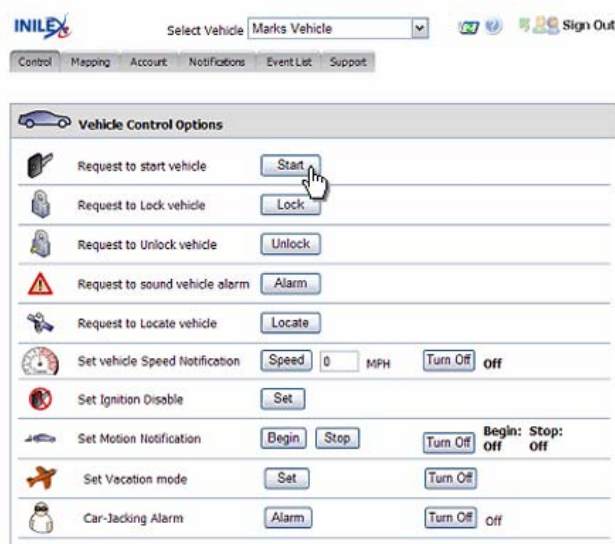 INILEX Select Vehicle Marks Vehicle Sign Out
Control Mapping Account Notifications Event List Support
Vehicle Control Options
Request to start vehicle Start
Request to Lock vehicle Lock
Request to Unlock vehicle Unlock
Request to sound vehicle alarm Alarm
Request to Locate vehicle Locate
Set vehicle Speed Notification Speed 0 MPH Turn Off Off
Set Ignition Disable Set
Set Motion Notification Begin Stop Turn Off Begin: Stop:
Off Off
Set Vacation mode Set Turn Off
Car-Jacking Alarm Alarm Turn Off Off